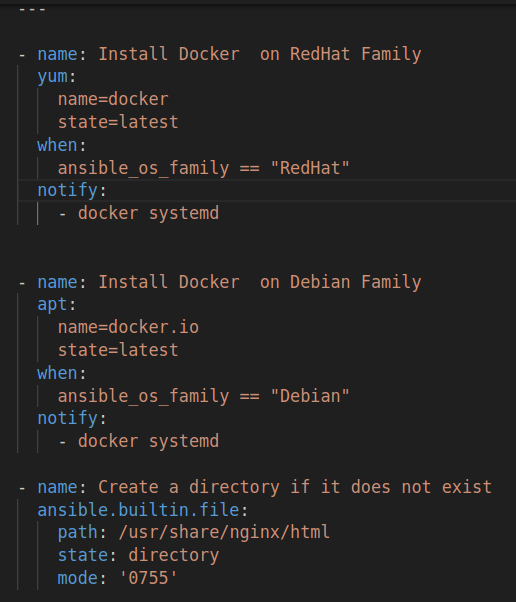 ---
- name: Install Docker  on RedHat Family
  yum:
    name=docker
    state=latest
  when:
    ansible_os_family == "RedHat"
  notify:
    - docker systemd
- name: Install Docker  on Debian Family
  apt:
    name=docker.io
    state=latest
  when:
    ansible_os_family == "Debian"
  notify:
    - docker systemd
- name: Create a directory if it does not exist
  ansible.builtin.file:
    path: /usr/share/nginx/html
    state: directory
    mode: '0755'